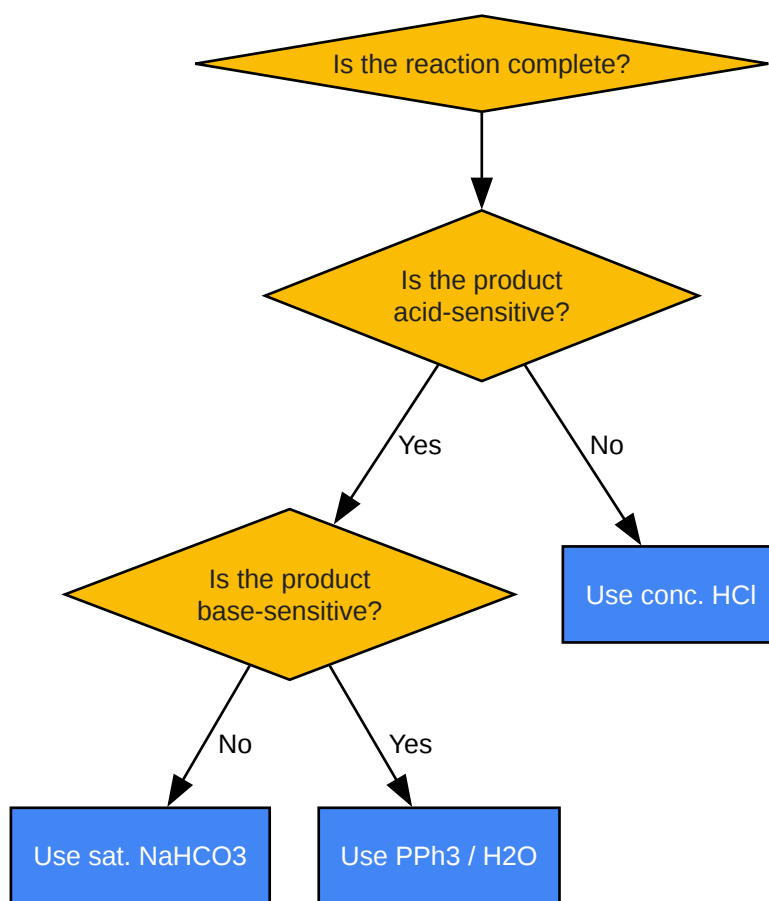 Is the reaction complete?
Is the product
acid-sensitive?
Yes
No
Is the product
base-sensitive?
Use conc. HCl
No
Yes
Use sat. NaHCO3
Use PPh3 / H2O